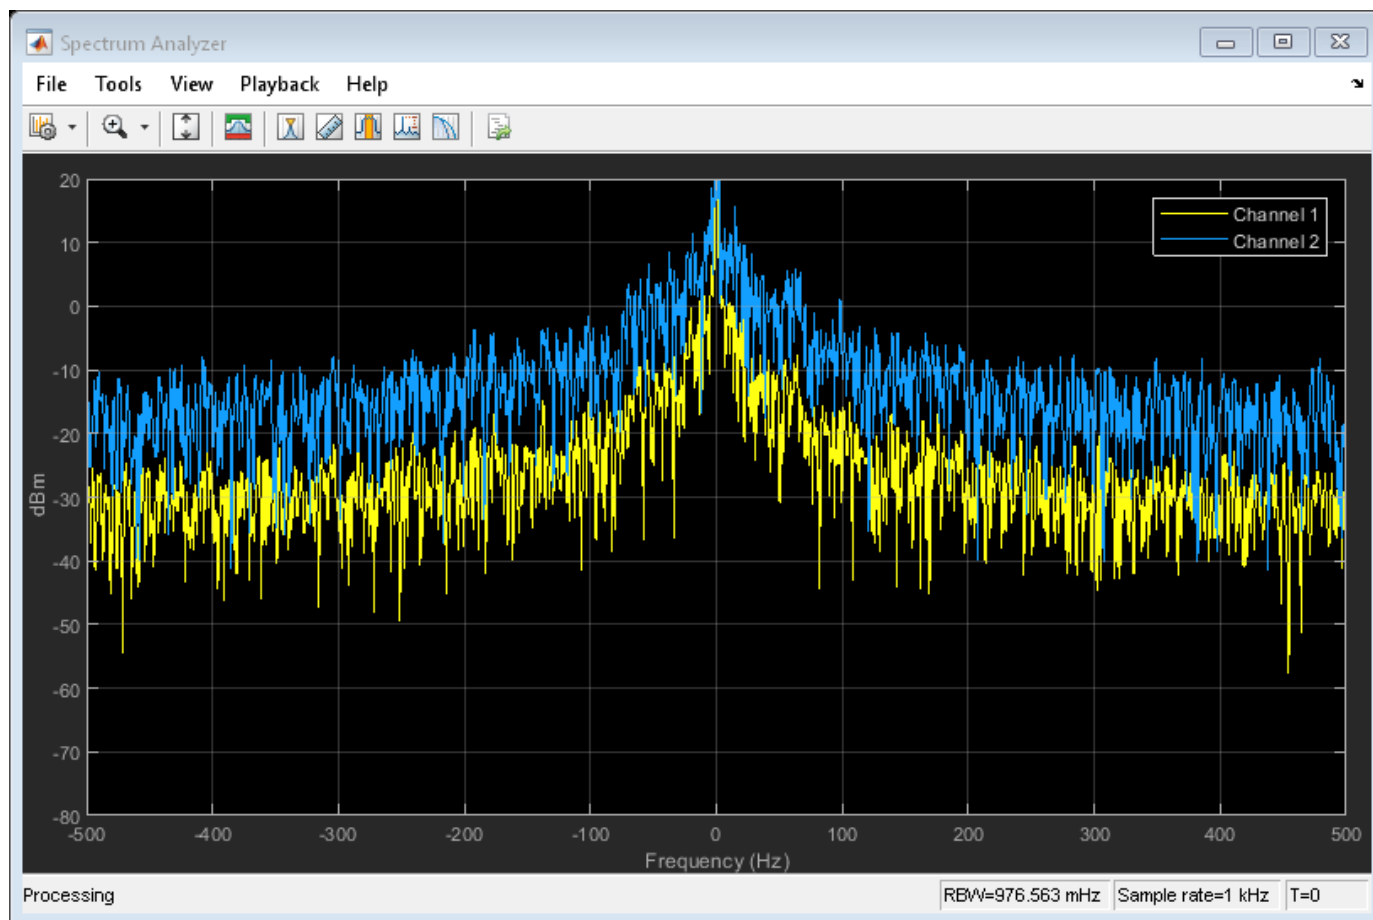 Spectrum Analyzer
File Tools View Playback Help
20
10
0
-10
-20
-30
-40
-50
-60
-70
-80
dBm
Channel 1
Channel 2
-500 -400 -300 -200 -100 0 100 200 300 400 500
Frequency (Hz)
Processing RBW=976.563 mHz Sample rate=1 kHz T=0